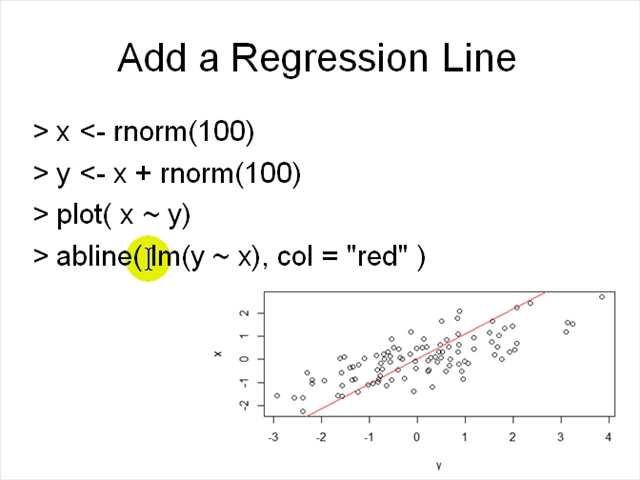 Add a Regression Line
> x <- rnorm(100)
> y <- x + rnorm(100)
> plot( x ~ y)
> abline( lm(y ~ x), col = "red" )
x
2
1
0
-1
-2
-3 -2 -1 0 1 2 3 4
y